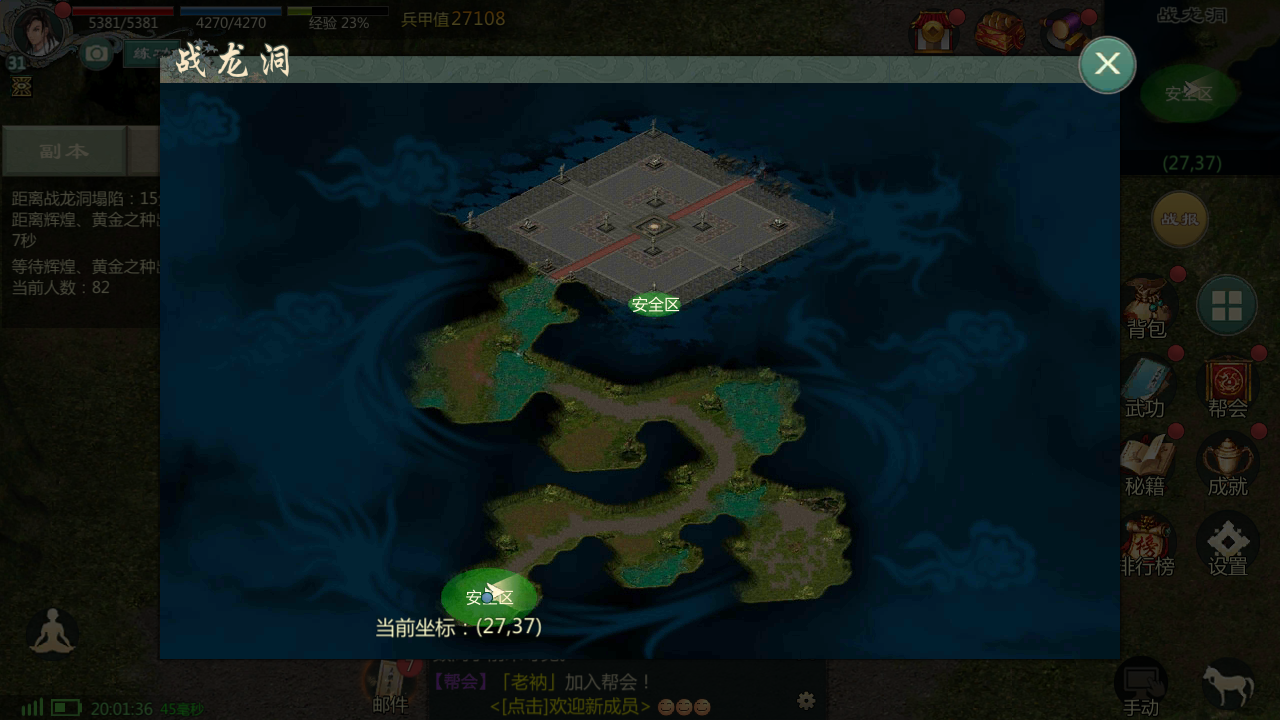 5381/5381
4270/4270
经验 23%
兵甲值27108
战龙洞
31
战龙洞
安全区
(27,37)
副本
距离战龙洞塌陷：15
距离辉煌、黄金之种
7秒
等待辉煌、黄金之种
当前人数：82
战报
安全区
背包
武功
帮会
秘籍
成就
排行榜
设置
安全区
当前坐标：(27,37)
【帮会】「老衲」加入帮会！
<[点击]欢迎新成员>
7
邮件
手动
20:01:36
45毫秒